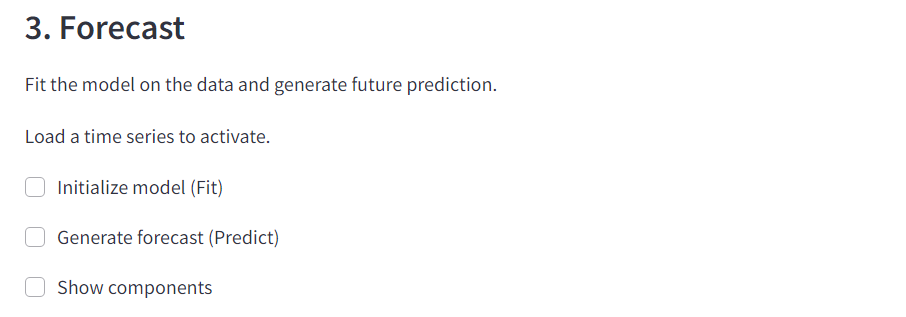 3. Forecast
Fit the model on the data and generate future prediction.
Load a time series to activate.
Initialize model (Fit)
Generate forecast (Predict)
Show components